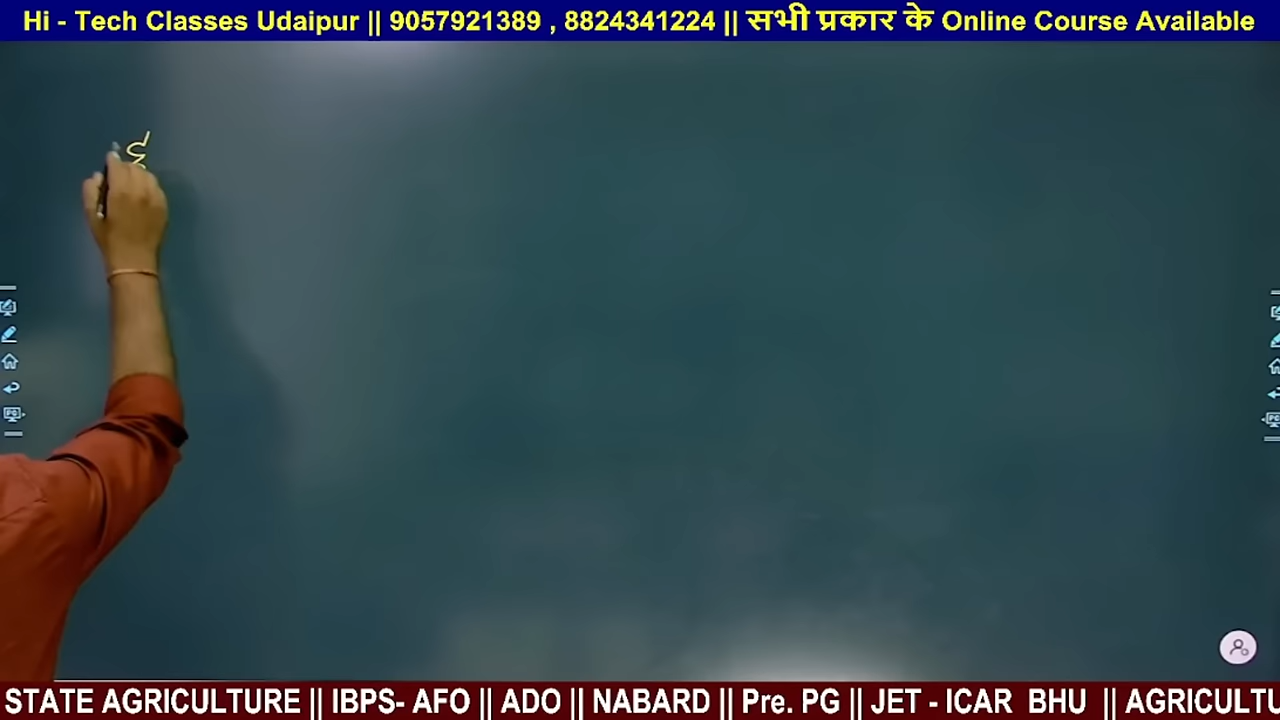 Hi - Tech Classes Udaipur || 9057921389 , 8824341224 || सभी प्रकार के Online Course Available
STATE AGRICULTURE || IBPS- AFO || ADO || NABARD || Pre. PG || JET - ICAR BHU || AGRICULTU